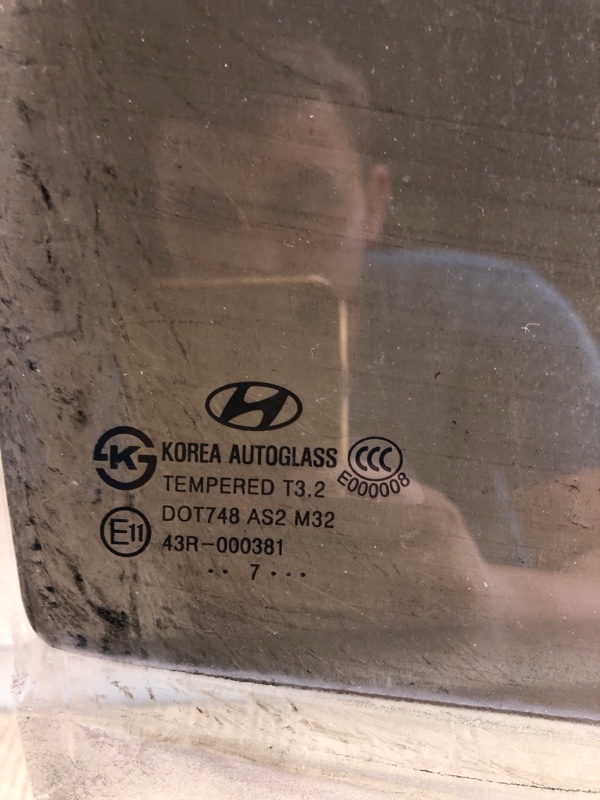 KOREA AUTOGLASS
K
CCC
E000008
TEMPERED T3.2
DOT748 AS2 M32
E11
43R-000381
•• 7 •••